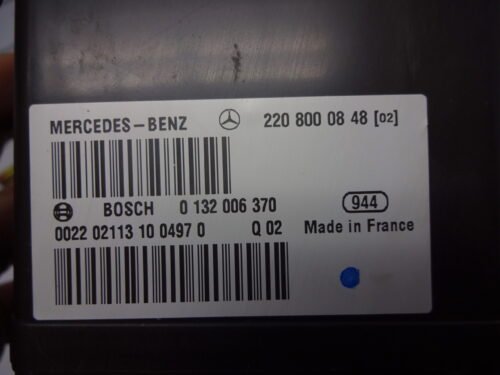 MERCEDES-BENZ 220 800 08 48 [02]
BOSCH 0 132 006 370 944
0022 02113 10 0497 0 Q 02 Made in France